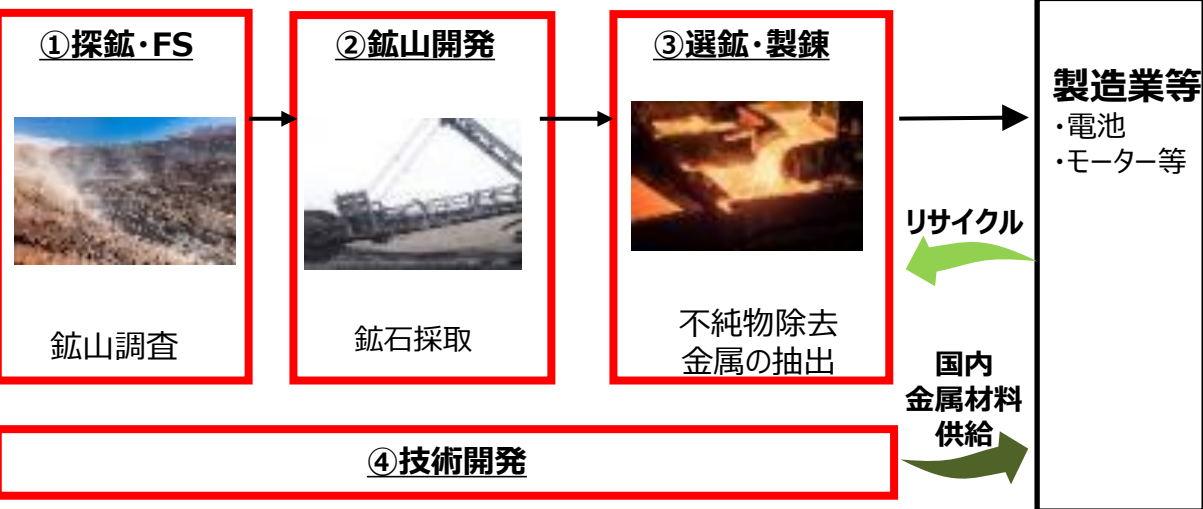 ①探鉱・FS
鉱山調査
②鉱山開発
鉱石採取
③選鉱・製錬
不純物除去
金属の抽出
製造業等
・電池
・モーター等
リサイクル
国内
金属材料
供給
④技術開発